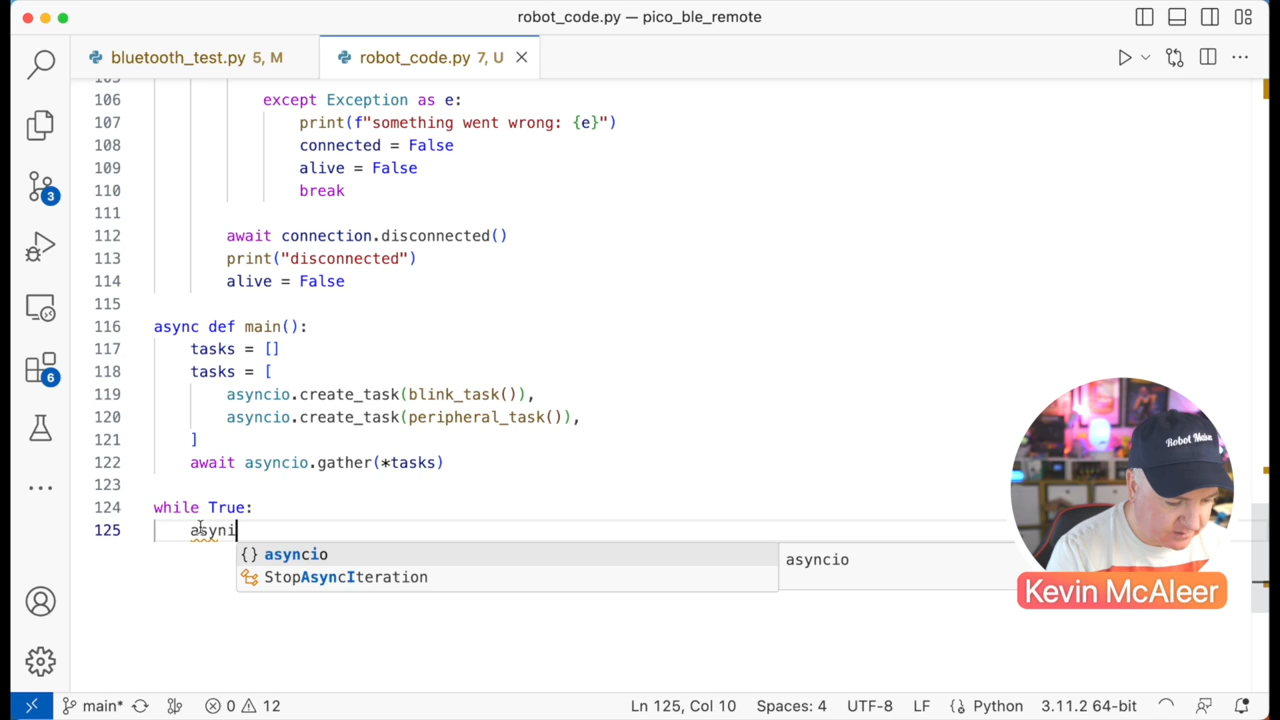 robot_code.py — pico_ble_remote
bluetooth_test.py 5, M
robot_code.py 7, U
106 except Exception as e:
107 print(f"something went wrong: {e}")
108 connected = False
109 alive = False
110 break
111
112 await connection.disconnected()
113 print("disconnected")
114 alive = False
115
116 async def main():
117 tasks = []
118 tasks = [
119 asyncio.create_task(blink_task()),
120 asyncio.create_task(peripheral_task()),
121 ]
122 await asyncio.gather(*tasks)
123
124 while True:
125 asyni
{} asyncio
asyncio
StopAsyncIteration
3
6
Robot Maker
Kevin McAleer
main* 0 12 Ln 125, Col 10 Spaces: 4 UTF-8 LF Python 3.11.2 64-bit